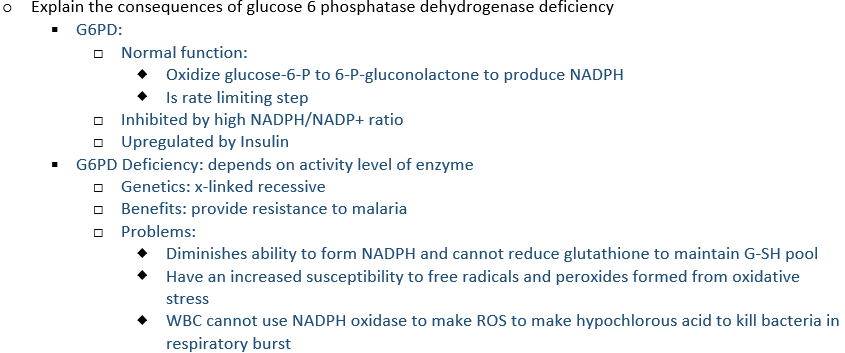 Explain the consequences of glucose 6 phosphatase dehydrogenase deficiency
G6PD:
Normal function:
Oxidize glucose-6-P to 6-P-gluconolactone to produce NADPH
Is rate limiting step
Inhibited by high NADPH/NADP+ ratio
Upregulated by Insulin
G6PD Deficiency: depends on activity level of enzyme
Genetics: x-linked recessive
Benefits: provide resistance to malaria
Problems:
Diminishes ability to form NADPH and cannot reduce glutathione to maintain G-SH pool
Have an increased susceptibility to free radicals and peroxides formed from oxidative
stress
WBC cannot use NADPH oxidase to make ROS to make hypochlorous acid to kill bacteria in
respiratory burst